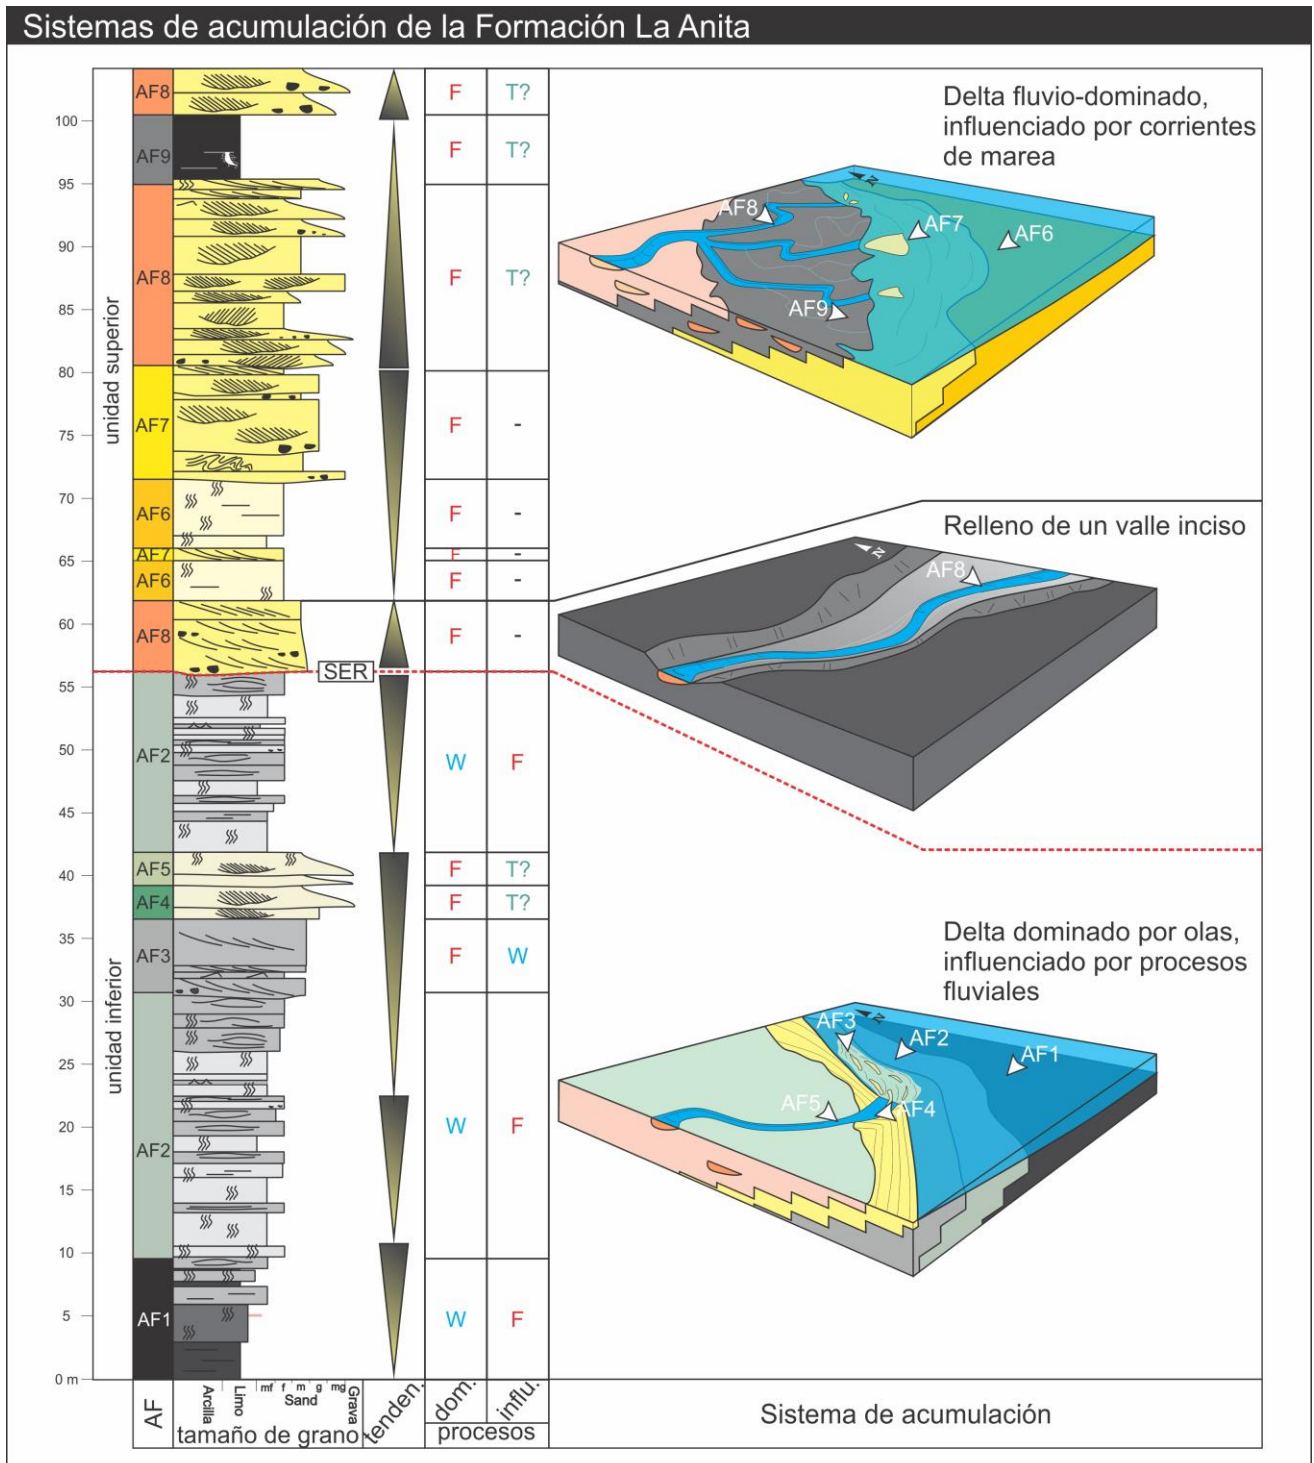 Sistemas de acumulación de la Formación La Anita
100
95
90
85
80
75
70
65
60
55
50
45
40
35
30
25
20
15
10
5
0 m
unidad superior
unidad inferior
AF8
AF9
AF8
AF7
AF6
AF7
AF6
AF8
AF2
AF5
AF4
AF3
AF2
AF1
SER
F T?
F T?
F T?
F -
F -
F -
F -
F -
W F
F T?
F T?
F W
W F
W F
Delta fluvio-dominado,
influenciado por corrientes
de marea
N
AF8
AF7
AF6
AF9
Relleno de un valle inciso
N
AF8
Delta dominado por olas,
influenciado por procesos
fluviales
N
AF3
AF2
AF1
AF5
AF4
AF
Arcilla
Limo
mf f m g mg
Sand
Grava
tamaño de grano
tenden.
dom.
influ.
procesos
Sistema de acumulación